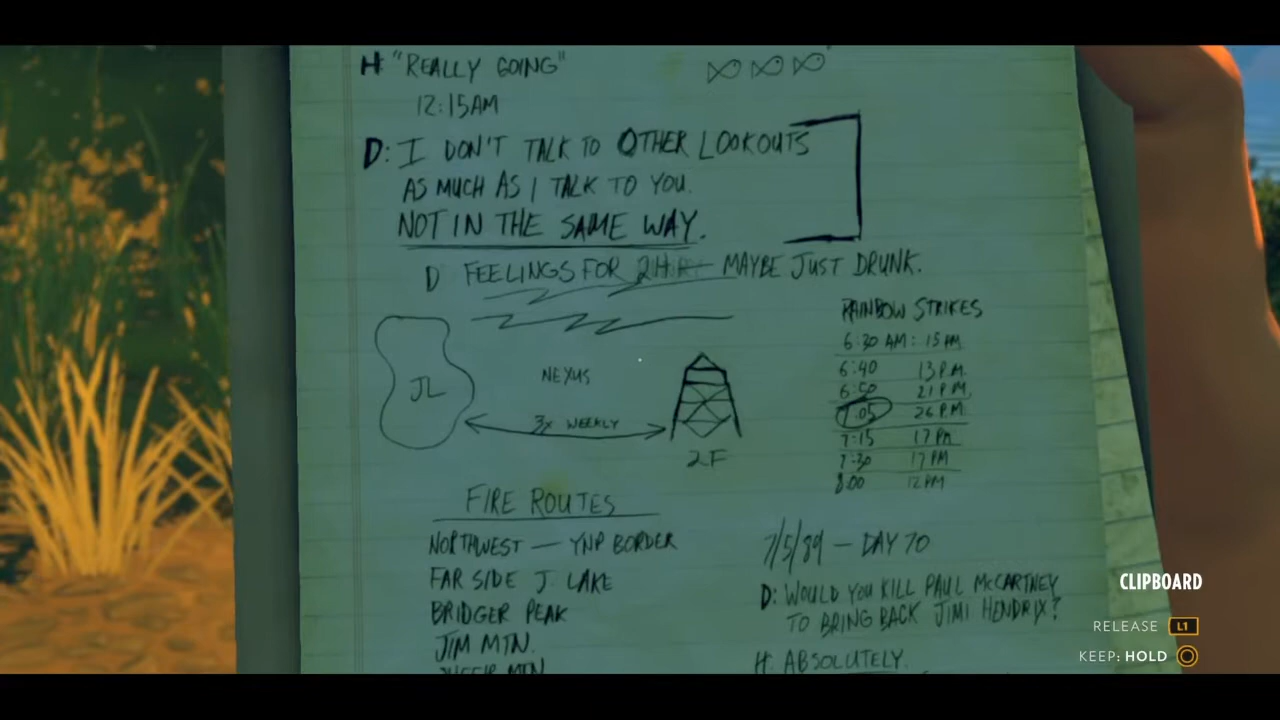 H "REALLY GOING"
12:15AM
D: I DON'T TALK TO OTHER LOOKOUTS
AS MUCH AS I TALK TO YOU.
NOT IN THE SAME WAY.
D FEELINGS FOR MAYBE JUST DRUNK.
JL
NEXUS
3x WEEKLY
2F
RAINBOW STRIKES
6:30 AM: 15 PM
6:40 13 P.M.
6:50 21 P.M.
7:05 26 P.M.
7:15 17 PM
7:30 17 PM
8:00 12 PM
FIRE ROUTES
NORTHWEST — YNP BORDER
FAR SIDE J. LAKE
BRIDGER PEAK
JIM MTN.
MTN
7/5/89 — DAY 70
D: WOULD YOU KILL PAUL McCARTNEY
TO BRING BACK JIMI HENDRIX?
H: ABSOLUTELY.
CLIPBOARD
RELEASE L1
KEEP: HOLD